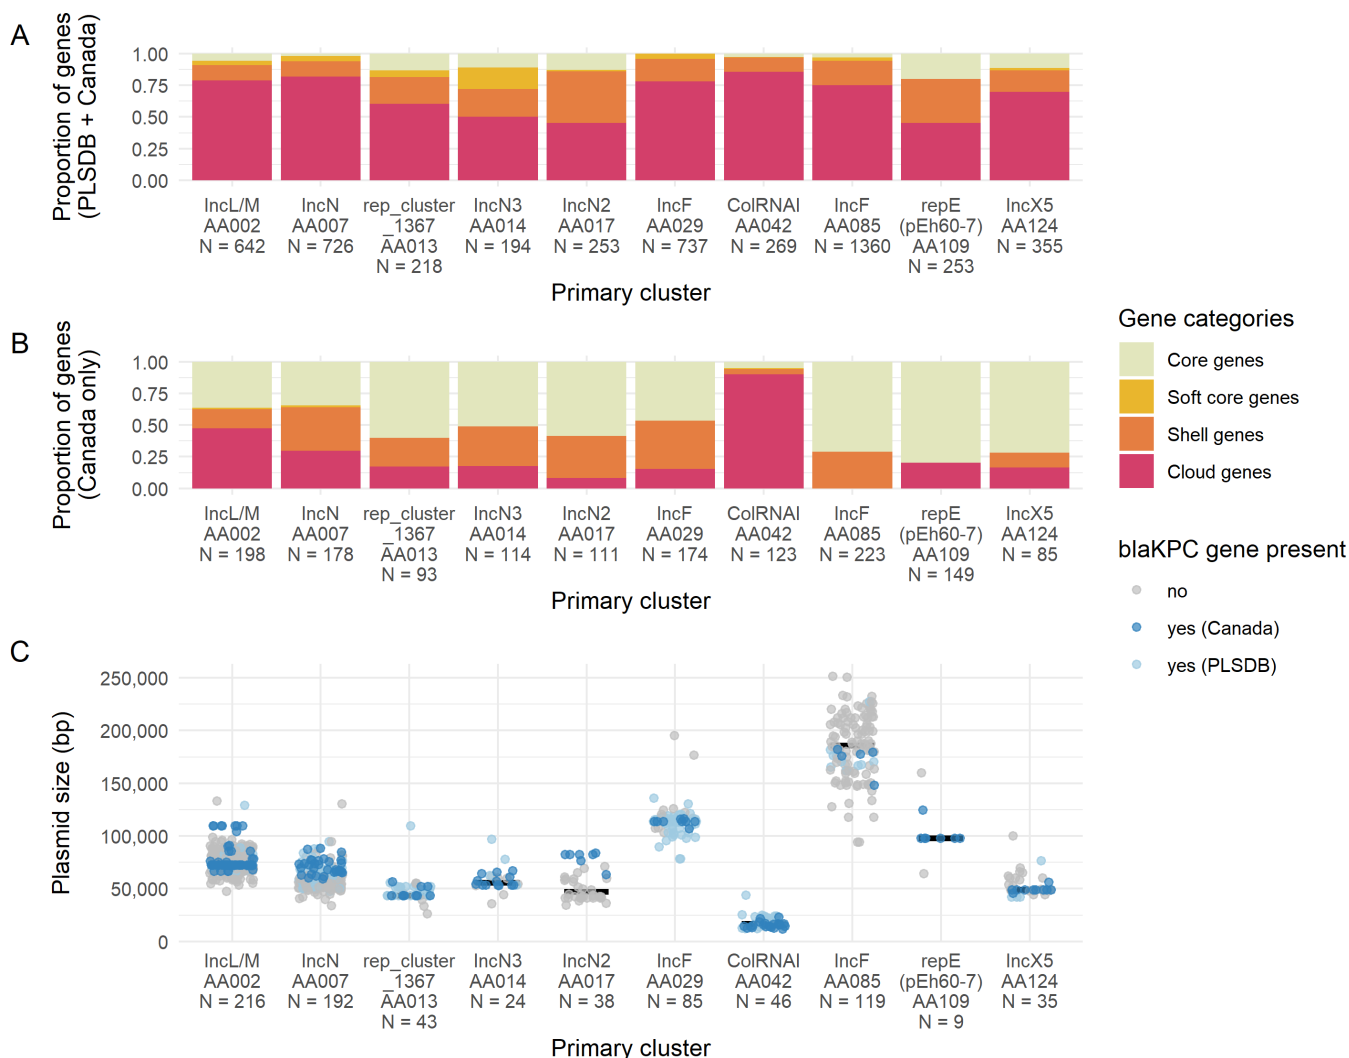 A
Proportion of genes
(PLSDB + Canada)
1.00
0.75
0.50
0.25
0.00
IncL/M
AA002
N = 642
IncN
AA007
N = 726
rep_cluster
_1367
AA013
N = 218
IncN3
AA014
N = 194
IncN2
AA017
N = 253
IncF
AA029
N = 737
ColRNAI
AA042
N = 269
IncF
AA085
N = 1360
repE
(pEh60-7)
AA109
N = 253
IncX5
AA124
N = 355
Primary cluster
B
Proportion of genes
(Canada only)
1.00
0.75
0.50
0.25
0.00
IncL/M
AA002
N = 198
IncN
AA007
N = 178
rep_cluster
_1367
AA013
N = 93
IncN3
AA014
N = 114
IncN2
AA017
N = 111
IncF
AA029
N = 174
ColRNAI
AA042
N = 123
IncF
AA085
N = 223
repE
(pEh60-7)
AA109
N = 149
IncX5
AA124
N = 85
Primary cluster
Gene categories
Core genes
Soft core genes
Shell genes
Cloud genes
blaKPC gene present
no
yes (Canada)
yes (PLSDB)
C
Plasmid size (bp)
250,000
200,000
150,000
100,000
50,000
0
IncL/M
AA002
N = 216
IncN
AA007
N = 192
rep_cluster
_1367
AA013
N = 43
IncN3
AA014
N = 24
IncN2
AA017
N = 38
IncF
AA029
N = 85
ColRNAI
AA042
N = 46
IncF
AA085
N = 119
repE
(pEh60-7)
AA109
N = 9
IncX5
AA124
N = 35
Primary cluster